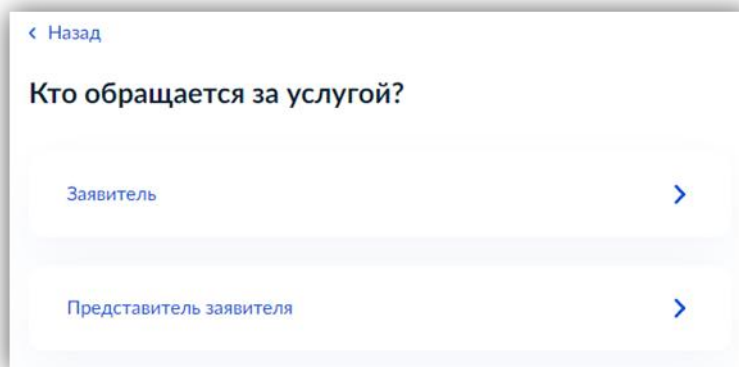 Назад
Кто обращается за услугой?
Заявитель
Представитель заявителя